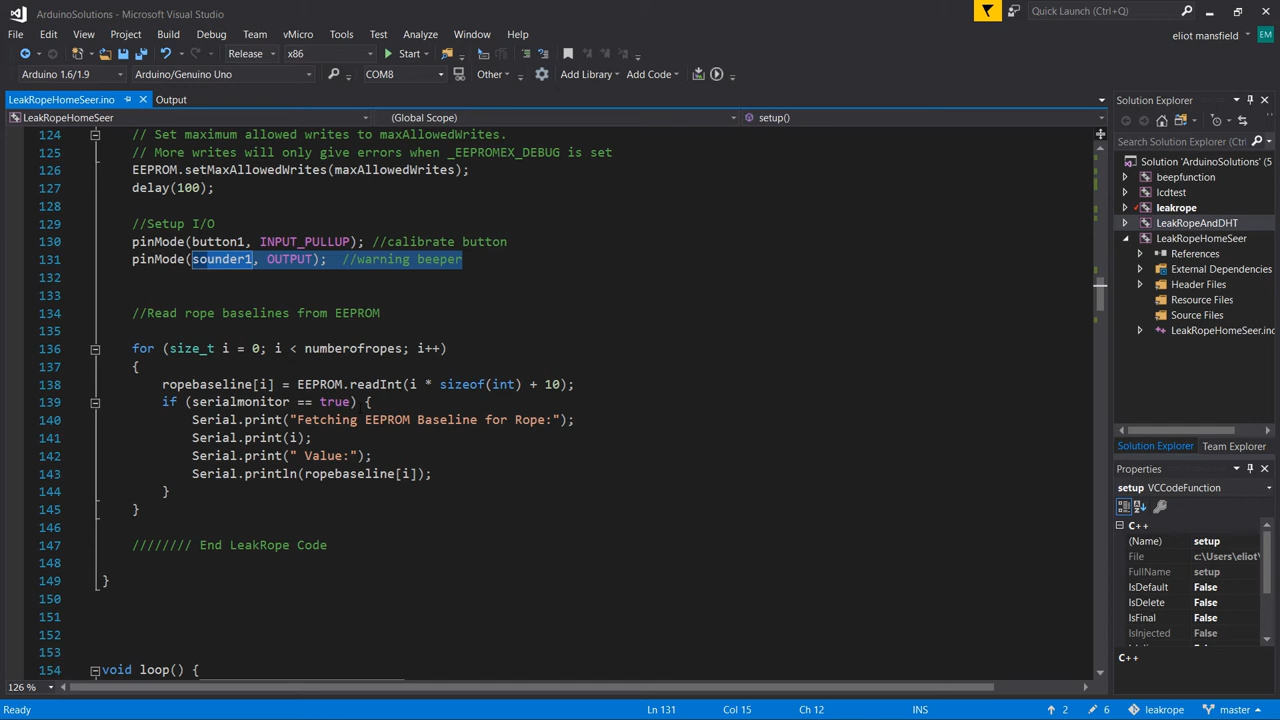 ArduinoSolutions - Microsoft Visual Studio
Quick Launch (Ctrl+Q)
File Edit View Project Build Debug Team vMicro Tools Test Analyze Window Help
eliot mansfield EM
Release x86 Start
Arduino 1.6/1.9 Arduino/Genuino Uno COM8 Other Add Library Add Code
LeakRopeHomeSeer.ino Output
LeakRopeHomeSeer (Global Scope) setup()
124 // Set maximum allowed writes to maxAllowedWrites.
125 // More writes will only give errors when _EEPROMEX_DEBUG is set
126 EEPROM.setMaxAllowedWrites(maxAllowedWrites);
127 delay(100);
128
129 //Setup I/O
130 pinMode(button1, INPUT_PULLUP); //calibrate button
131 pinMode(sounder1, OUTPUT); //warning beeper
132
133
134 //Read rope baselines from EEPROM
135
136 for (size_t i = 0; i < numberofropes; i++)
137 {
138 ropebaseline[i] = EEPROM.readInt(i * sizeof(int) + 10);
139 if (serialmonitor == true) {
140 Serial.print("Fetching EEPROM Baseline for Rope:");
141 Serial.print(i);
142 Serial.print(" Value:");
143 Serial.println(ropebaseline[i]);
144 }
145 }
146
147 //////// End LeakRope Code
148
149 }
150
151
152
153
154 void loop() {
126 %
Solution Explorer
Search Solution Explorer (Ctrl
Solution 'ArduinoSolutions' (5
beepfunction
lcdtest
leakrope
LeakRopeAndDHT
LeakRopeHomeSeer
References
External Dependencies
Header Files
Resource Files
Source Files
LeakRopeHomeSeer.ino
Solution Explorer Team Explorer
Properties
setup VCCodeFunction
C++
(Name) setup
File c:\Users\eliot\
FullName setup
IsDefault False
IsDelete False
IsFinal False
IsInjected False
C++
Ready Ln 131 Col 15 Ch 12 INS 2 6 leakrope master